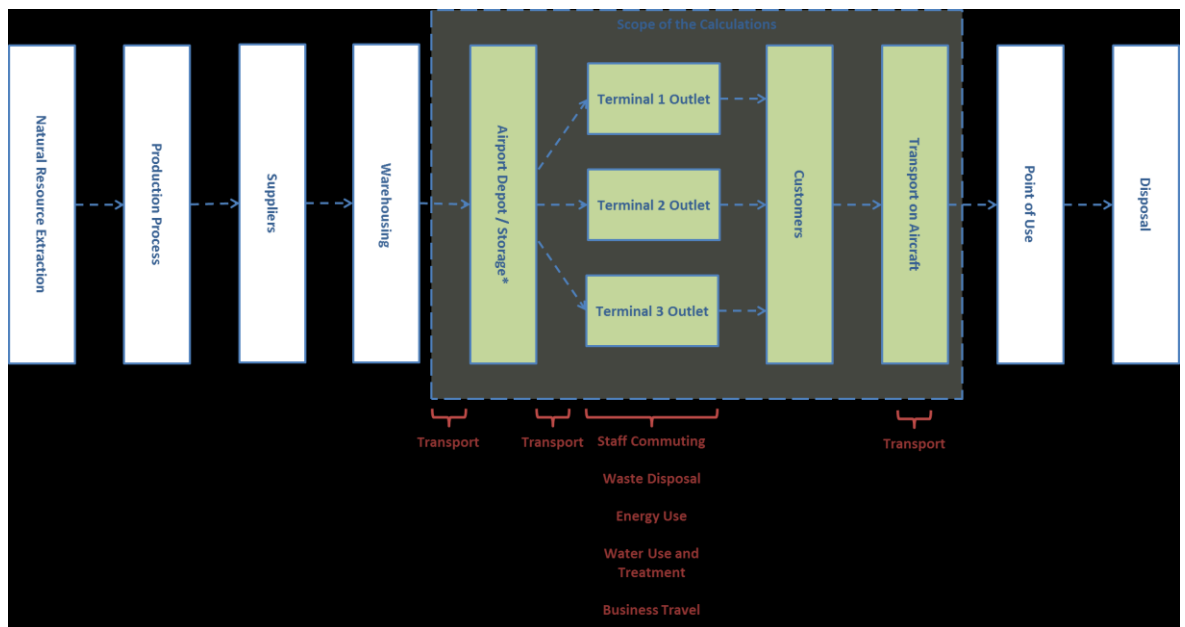 Scope of the Calculations
Natural Resource Extraction
Production Process
Suppliers
Warehousing
Airport Depot / Storage*
Terminal 1 Outlet
Terminal 2 Outlet
Terminal 3 Outlet
Customers
Transport on Aircraft
Point of Use
Disposal
Transport
Transport
Staff Commuting
Transport
Waste Disposal
Energy Use
Water Use and
Treatment
Business Travel